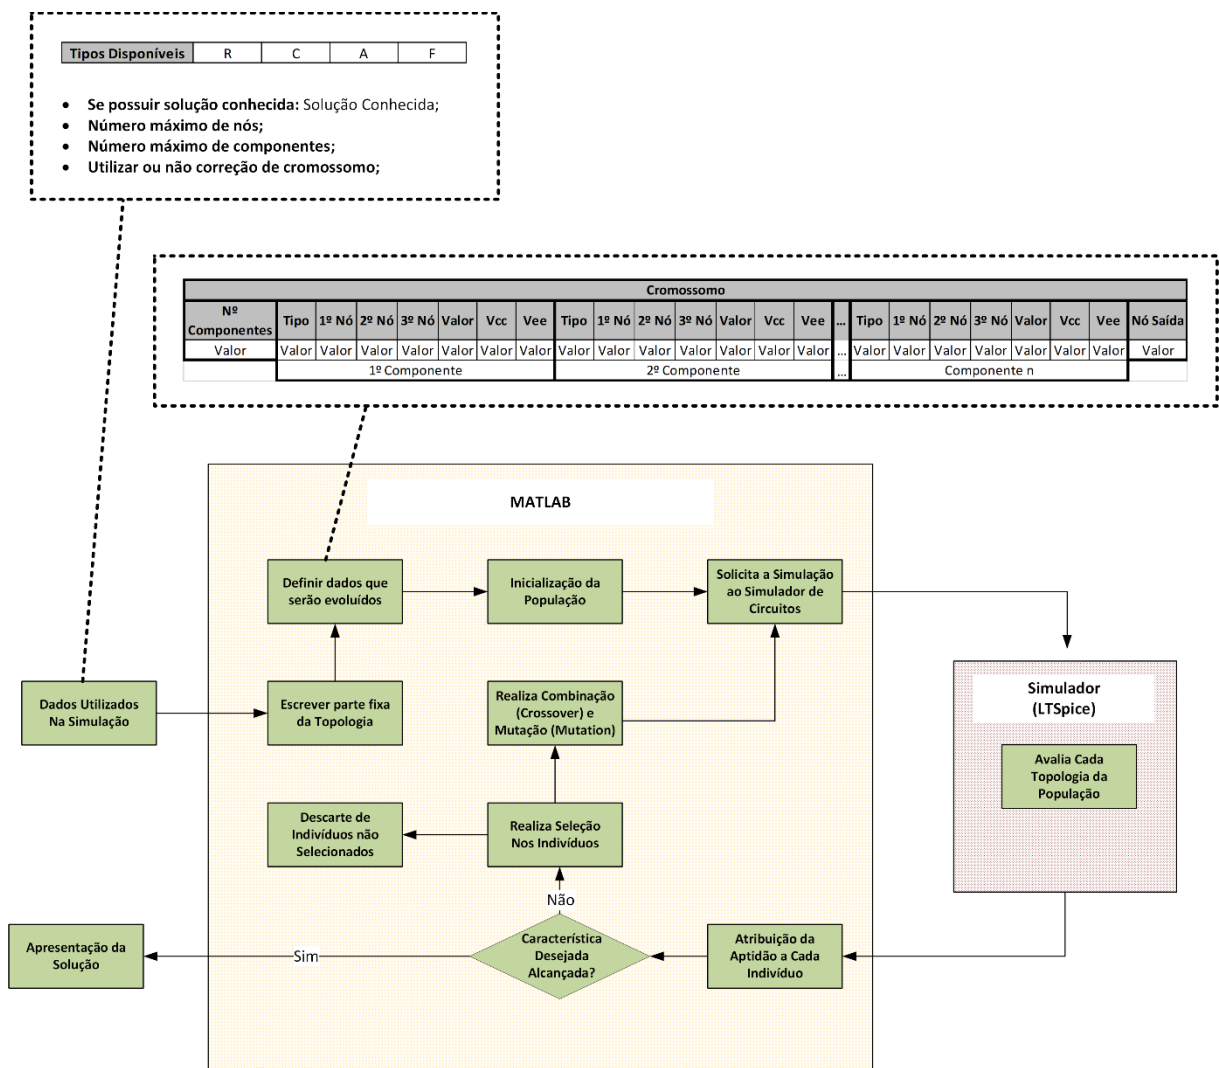 Tipos Disponíveis R C A F
• Se possuir solução conhecida: Solução Conhecida;
• Número máximo de nós;
• Número máximo de componentes;
• Utilizar ou não correção de cromossomo;
Cromossomo
Nº
Componentes
Tipo 1º Nó 2º Nó 3º Nó Valor Vcc Vee Tipo 1º Nó 2º Nó 3º Nó Valor Vcc Vee ... Tipo 1º Nó 2º Nó 3º Nó Valor Vcc Vee Nó Saída
Valor Valor Valor Valor Valor Valor Valor Valor Valor Valor Valor Valor Valor Valor Valor ... Valor Valor Valor Valor Valor Valor Valor Valor
1º Componente 2º Componente ... Componente n
MATLAB
Definir dados que
serão evoluídos
Inicialização da
População
Solicita a Simulação
ao Simulador de
Circuitos
Dados Utilizados
Na Simulação
Escrever parte fixa
da Topologia
Realiza Combinação
(Crossover) e
Mutação (Mutation)
Simulador
(LTSpice)
Avalia Cada
Topologia da
População
Descarte de
Indivíduos não
Selecionados
Realiza Seleção
Nos Indivíduos
Não
Apresentação da
Solução
Sim
Característica
Desejada
Alcançada?
Atribuição da
Aptidão a Cada
Indivíduo